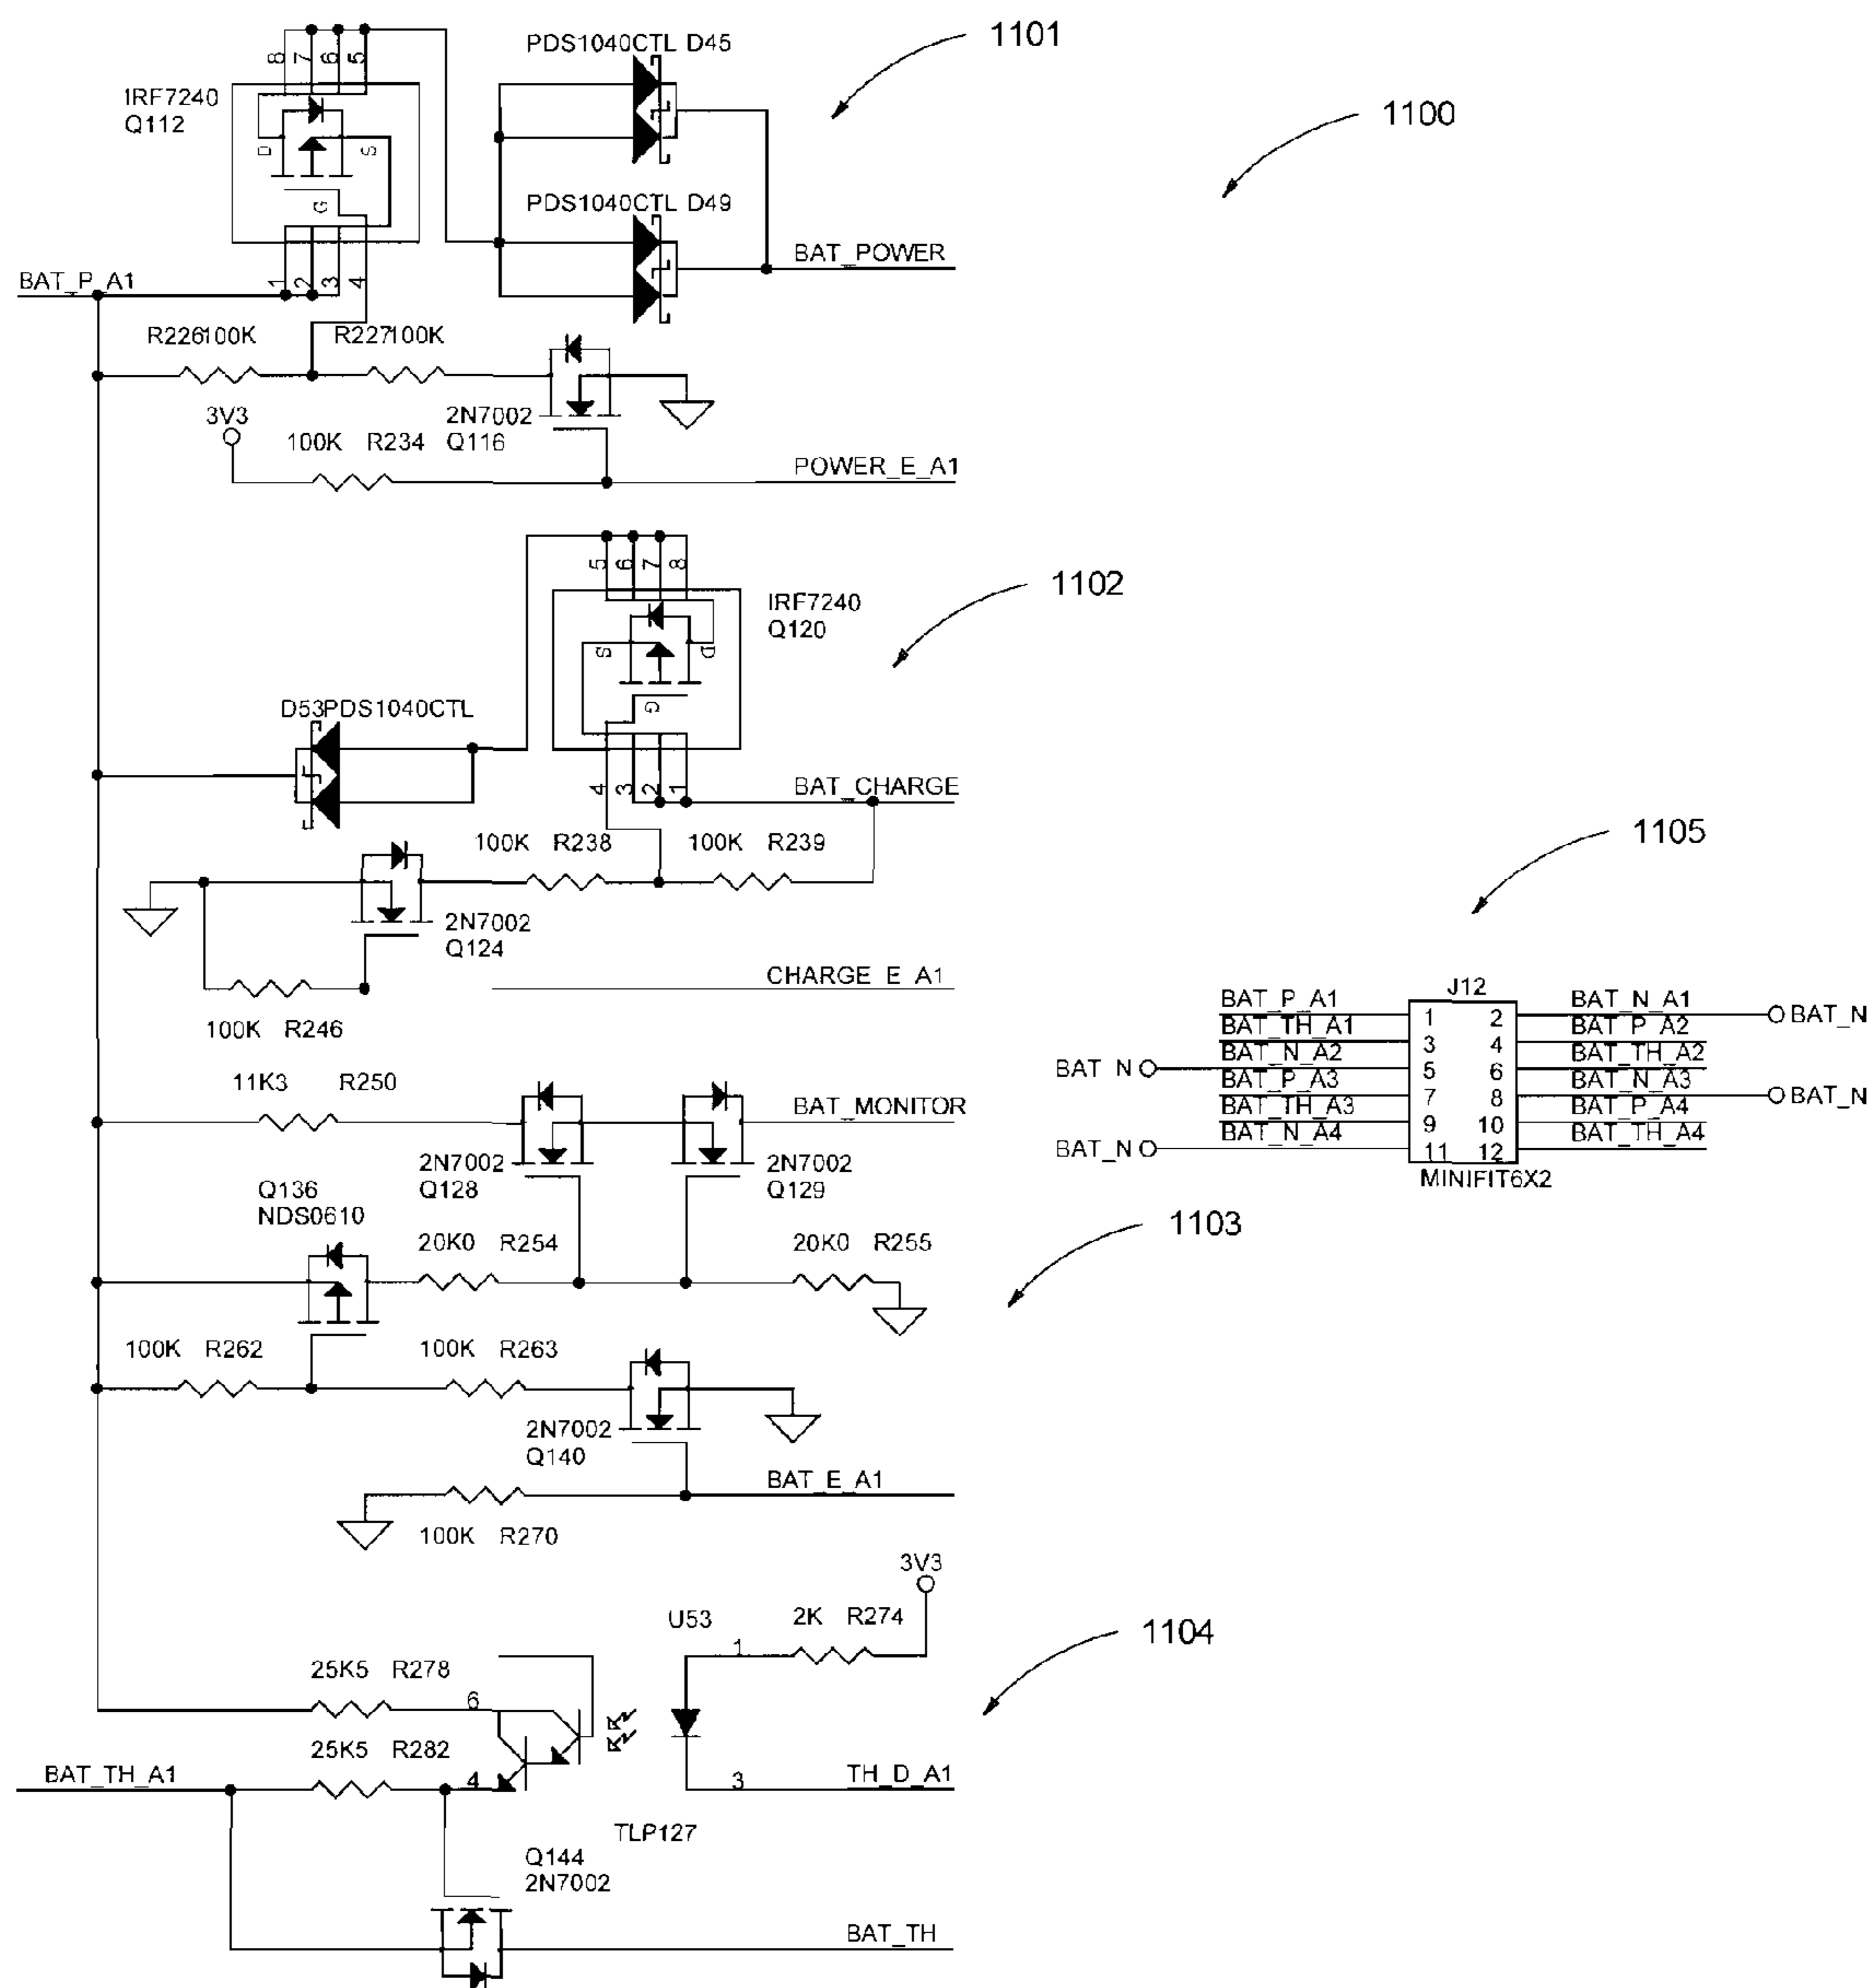 PDS1040CTL D45
1101
1100
8 7 6 5
IRF7240
Q112
D S
G
PDS1040CTL D49
BAT_POWER
BAT_P_A1
1 2 3 4
R226100K
R227100K
3V3
100K R234
2N7002
Q116
POWER_E_A1
5 6 7 8
1102
IRF7240
Q120
S D
G
D53PDS1040CTL
4 3 2 1
BAT_CHARGE
100K R238
100K R239
1105
2N7002
Q124
CHARGE_E_A1
100K R246
J12
BAT_P_A1 1 2 BAT_N_A1 BAT_N
BAT_TH_A1 3 4 BAT_P_A2
BAT_N BAT_N_A2 5 6 BAT_TH_A2
BAT_P_A3 7 8 BAT_N_A3 BAT_N
BAT_TH_A3 9 10 BAT_P_A4
BAT_N BAT_N_A4 11 12 BAT_TH_A4
MINIFIT6X2
11K3 R250
BAT_MONITOR
2N7002
Q128
2N7002
Q129
Q136
NDS0610
1103
20K0 R254
20K0 R255
100K R262
100K R263
2N7002
Q140
BAT_E_A1
100K R270
3V3
U53
2K R274
1
1104
25K5 R278
6
25K5 R282
BAT_TH_A1
4
3
TH_D_A1
TLP127
Q144
2N7002
BAT_TH